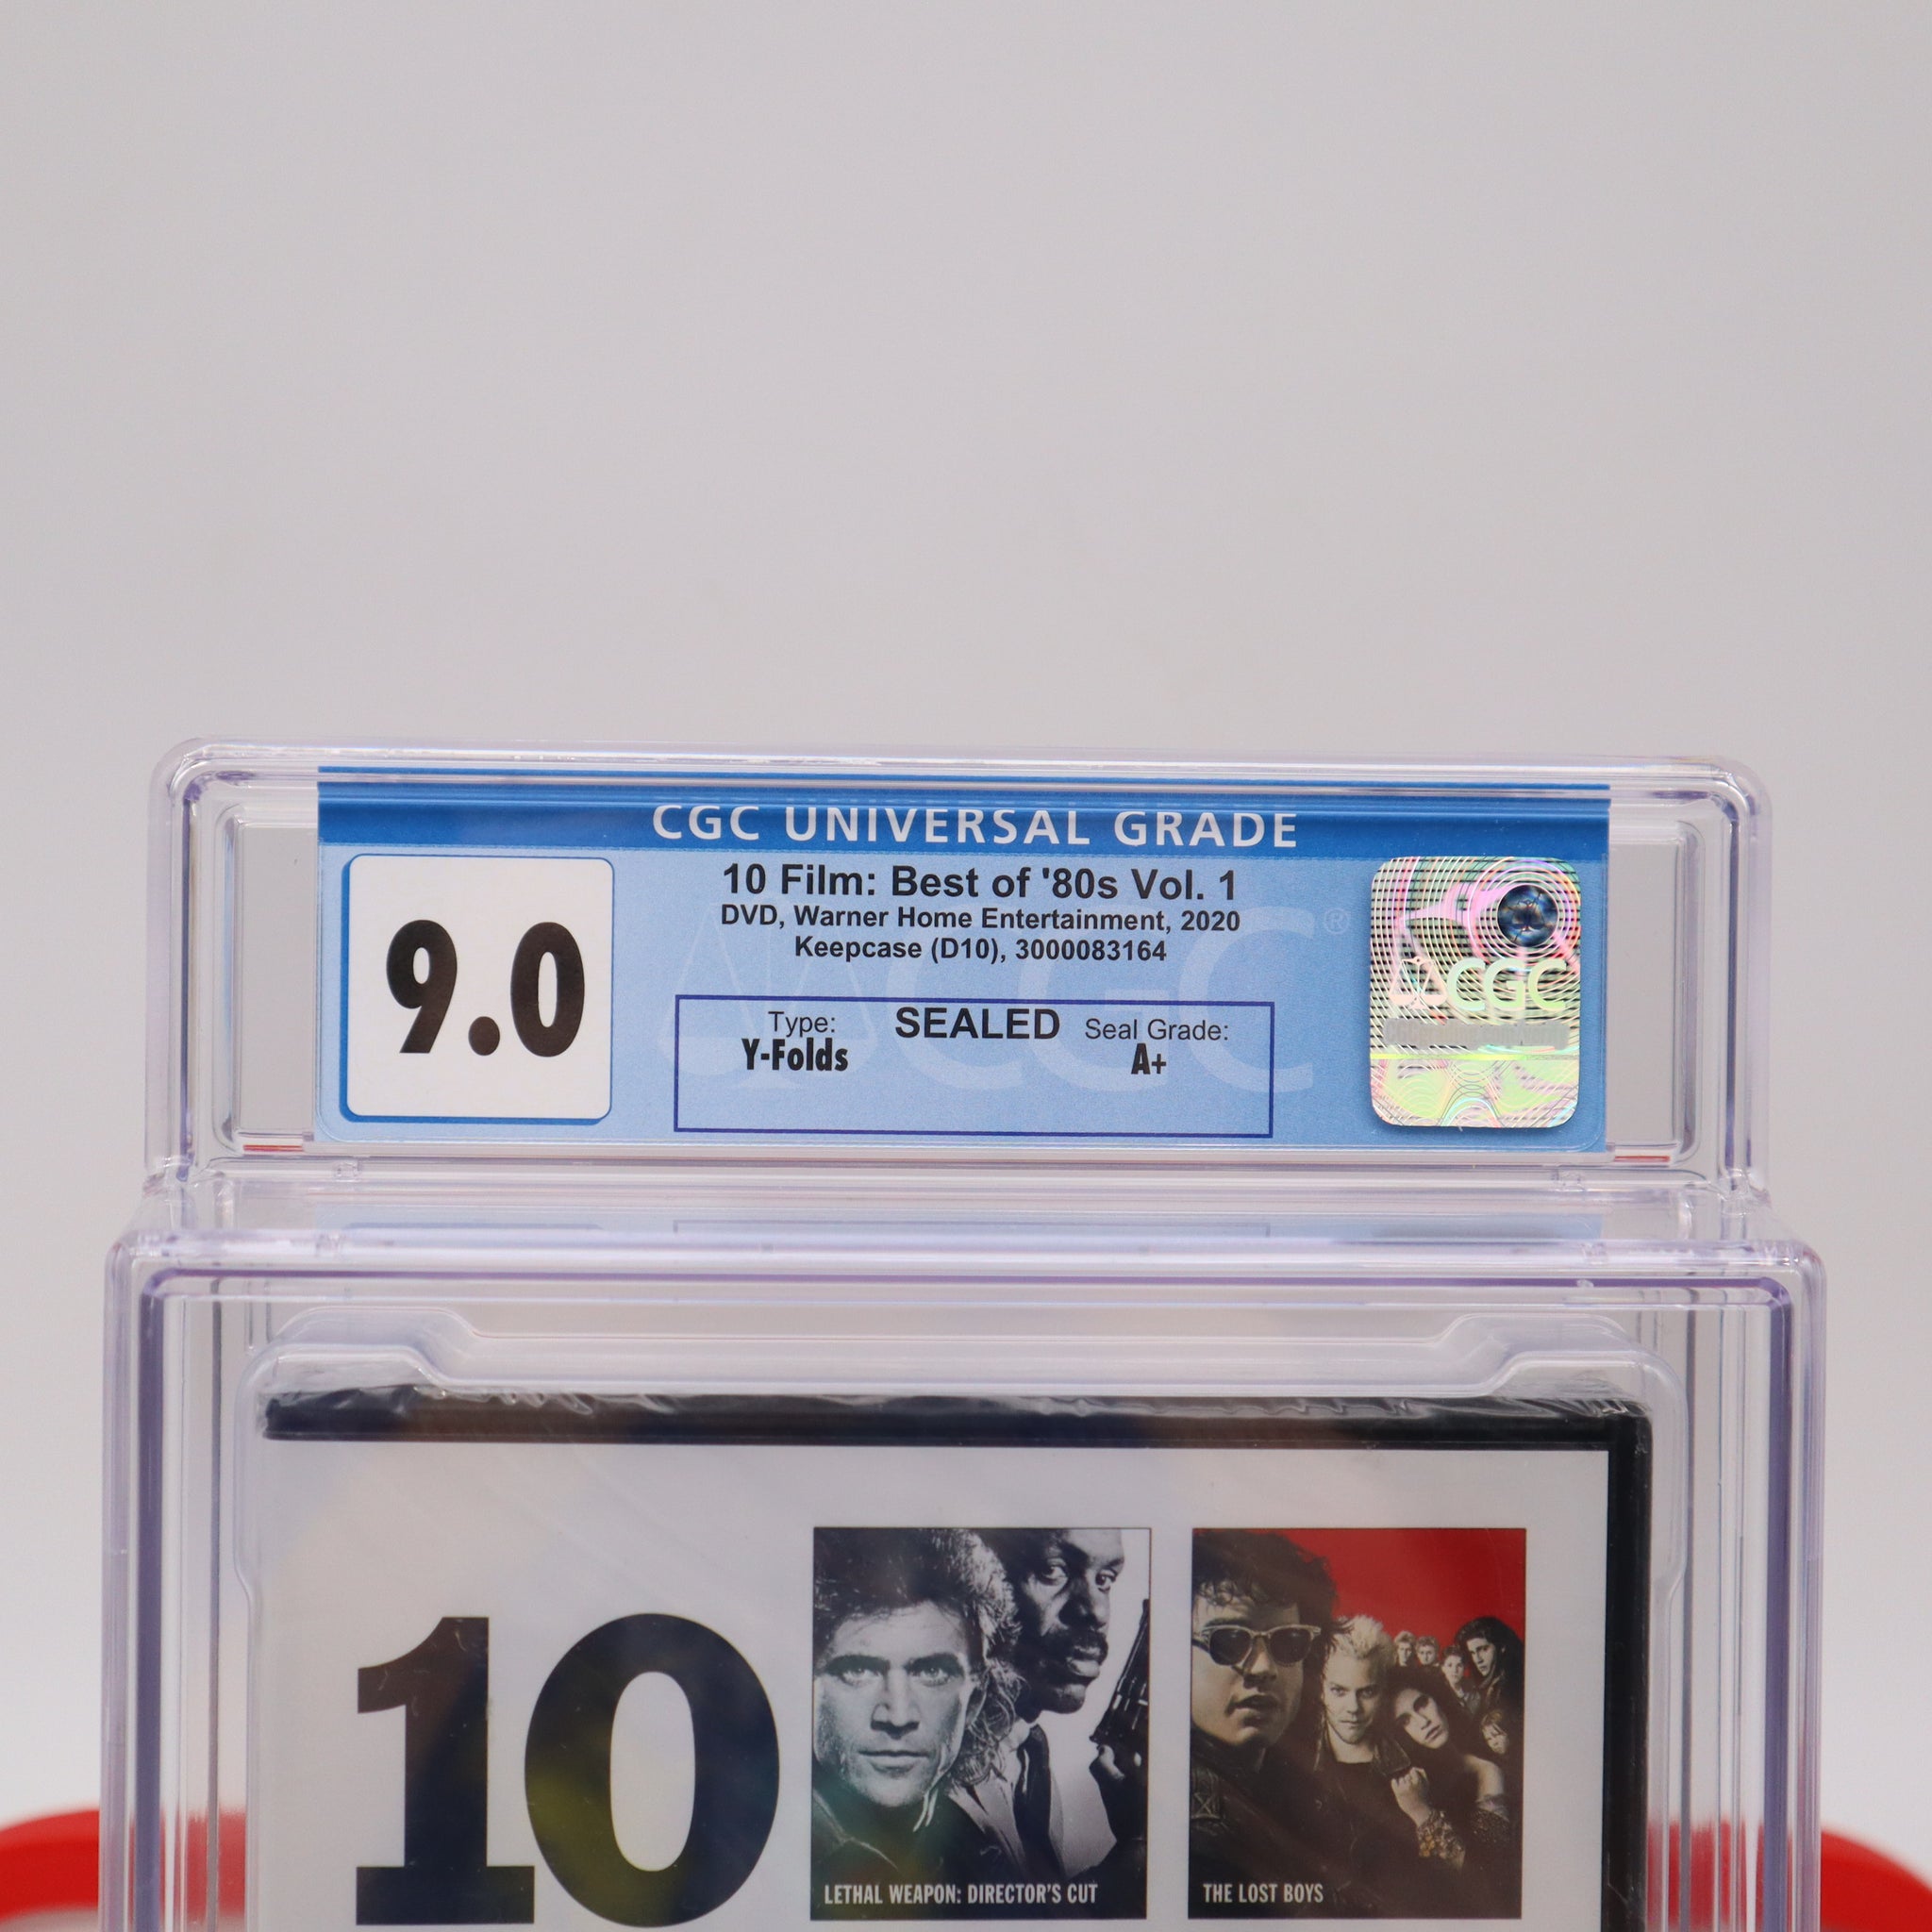 CGC UNIVERSAL GRADE
9.0
10 Film: Best of '80s Vol. 1
DVD, Warner Home Entertainment, 2020
Keepcase (D10), 3000083164
CGC®
SEALED
Type:
Y-Folds
Seal Grade:
A+
CGC
10
LETHAL WEAPON: DIRECTOR'S CUT
THE LOST BOYS